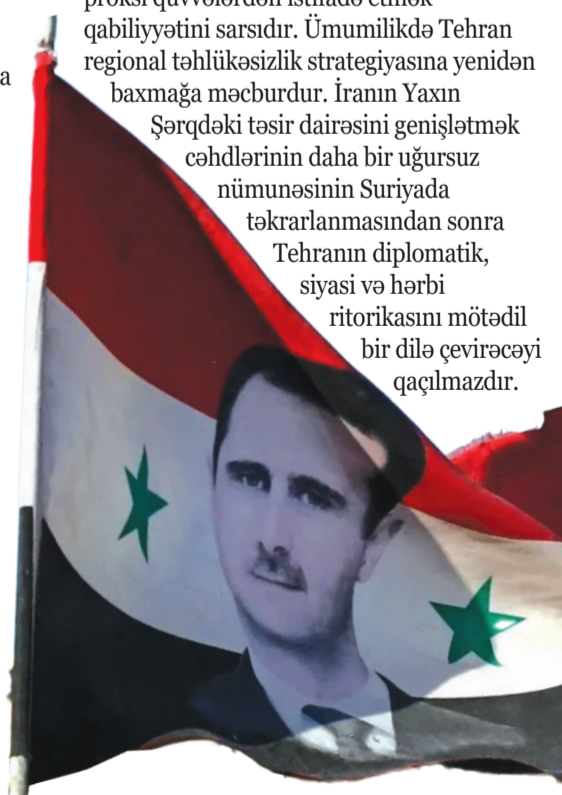 qabiliyyətini sarsıdır. Ümumilikdə Tehran
a regional təhlükəsizlik strategiyasına yenidən
baxmağa məcburdur. İranın Yaxın
Şərqdəki təsir dairəsini genişlətmək
cəhdlərinin daha bir uğursuz
nümunəsinin Suriyada
təkrarlanmasından sonra
Tehranın diplomatik,
siyasi və hərbi
ritorikasını mötədil
bir dilə çevirəcəyi
qaçılmazdır.